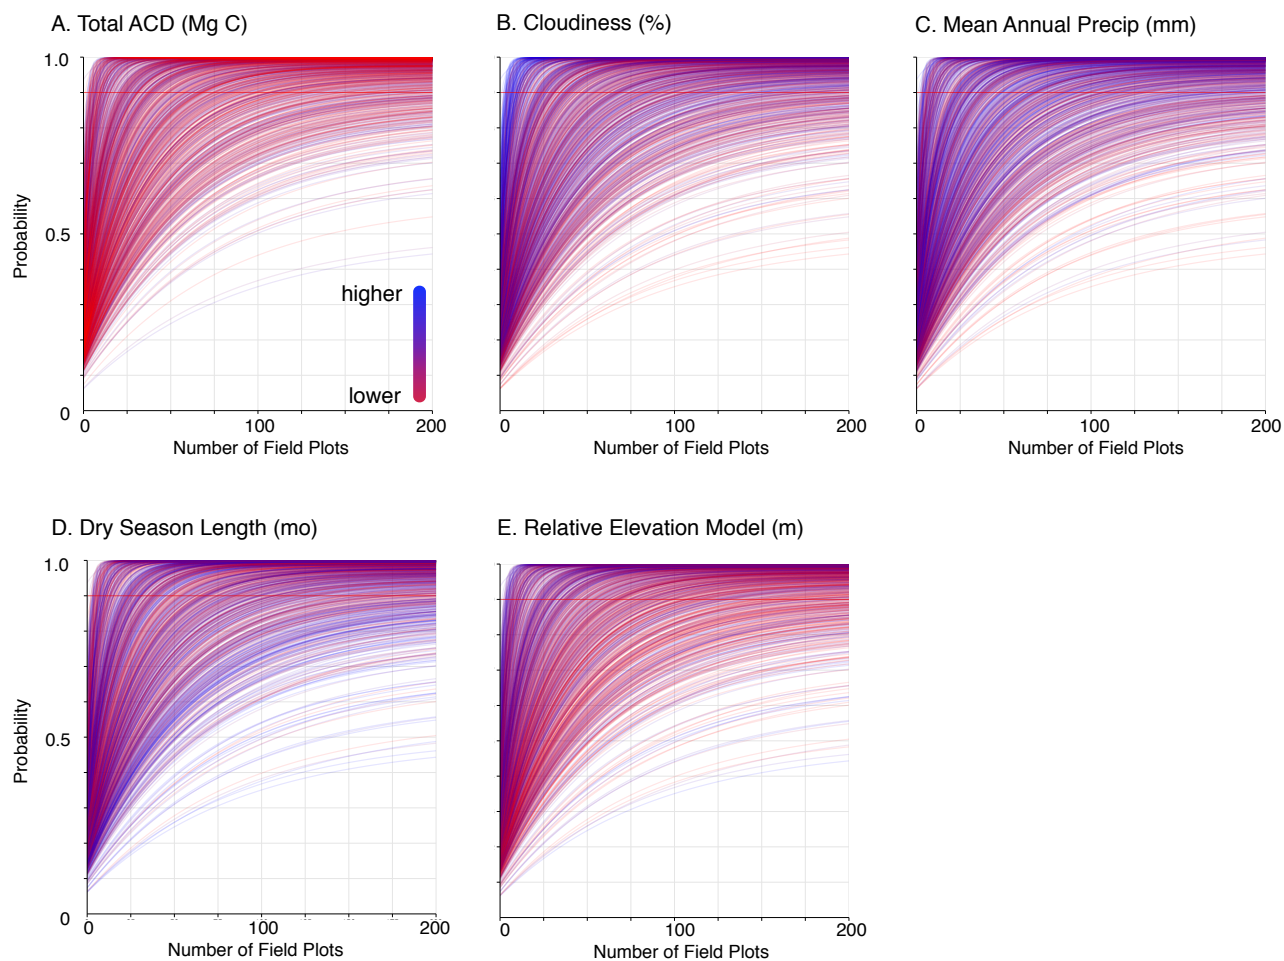 A. Total ACD (Mg C)
B. Cloudiness (%)
C. Mean Annual Precip (mm)
1.0
Probability
0.5
higher
lower
0
0 100 200
0 100 200
0 100 200
Number of Field Plots
Number of Field Plots
Number of Field Plots
D. Dry Season Length (mo)
E. Relative Elevation Model (m)
1.0
Probability
0.5
0
0 100 200
0 100 200
Number of Field Plots
Number of Field Plots